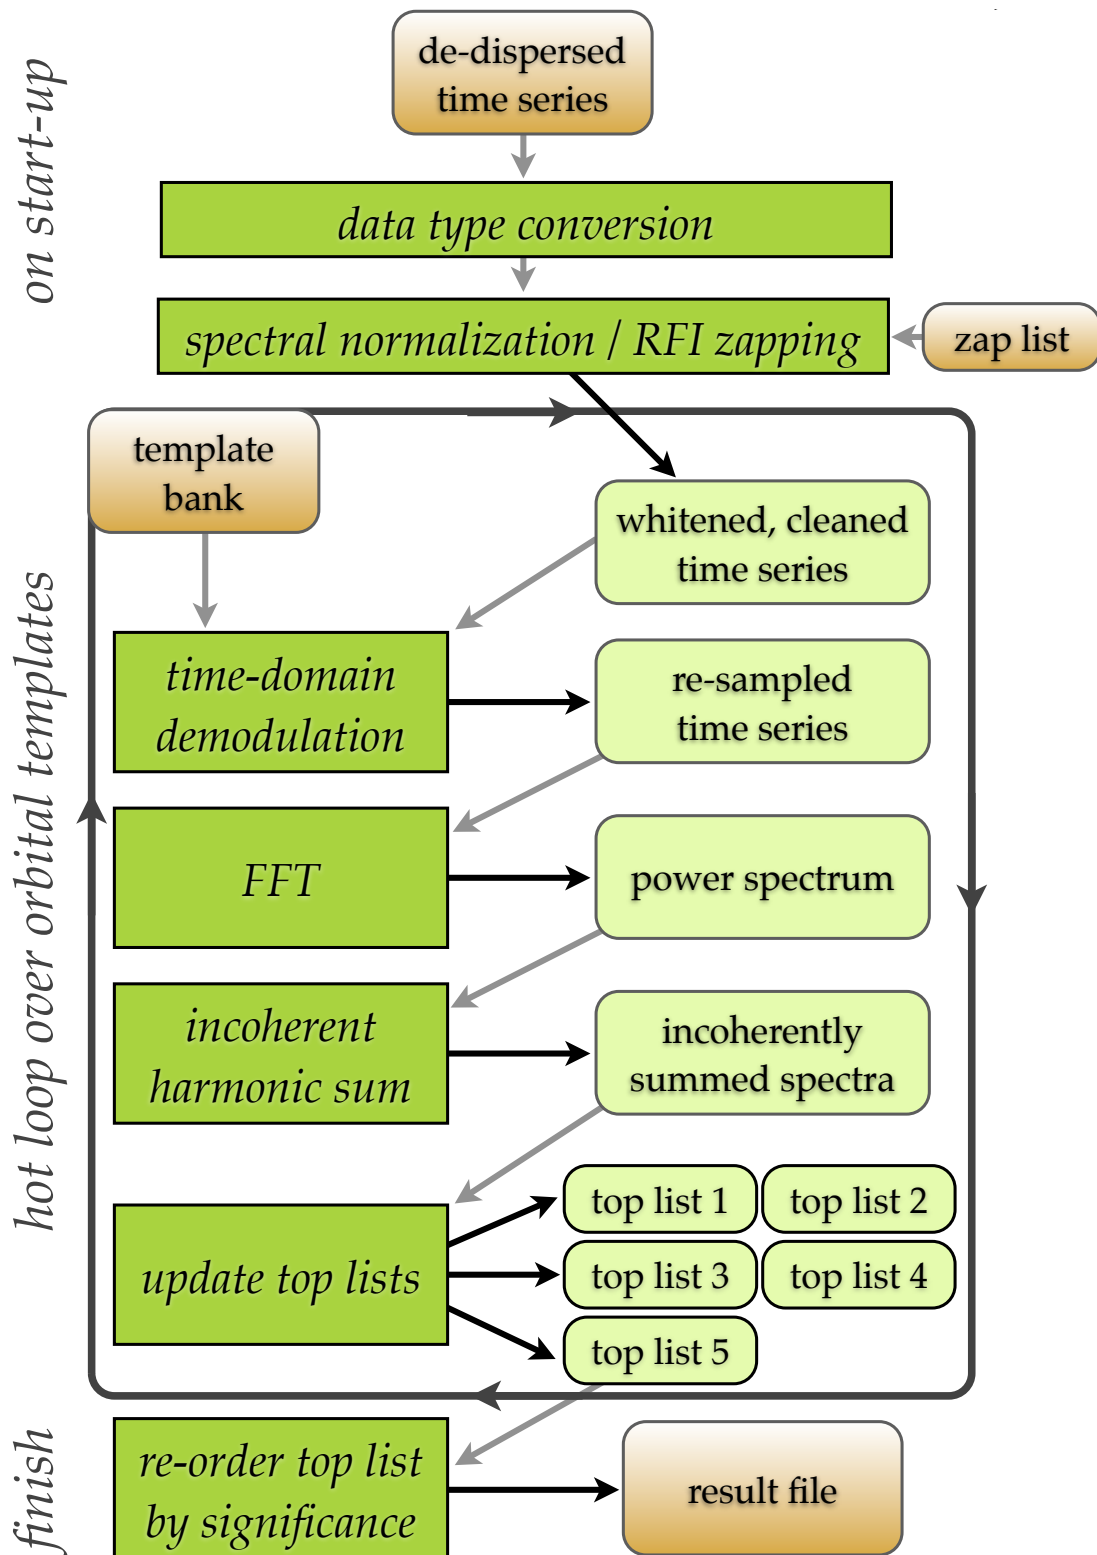 on start-up
de-dispersed
time series
data type conversion
spectral normalization / RFI zapping
zap list
hot loop over orbital templates
template
bank
whitened, cleaned
time series
time-domain
demodulation
re-sampled
time series
FFT
power spectrum
incoherent
harmonic sum
incoherently
summed spectra
update top lists
top list 1
top list 2
top list 3
top list 4
top list 5
finish
re-order top list
by significance
result file